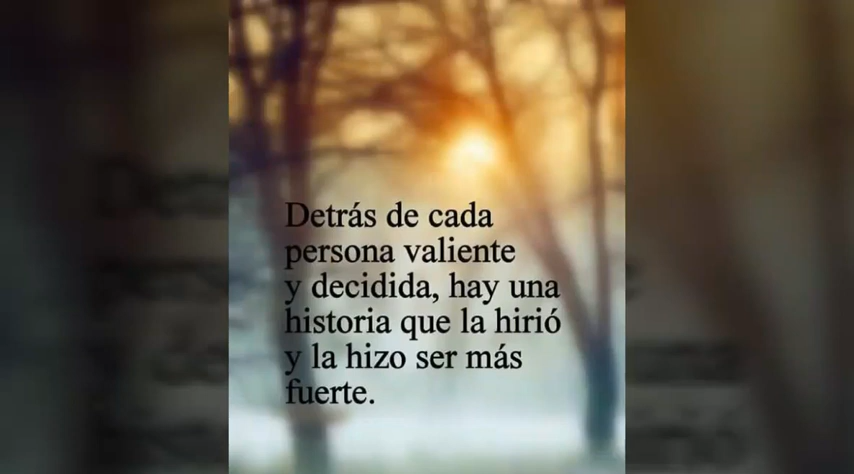 Detrás de cada
persona valiente
y decidida, hay una
historia que la hirió
y la hizo ser más
fuerte.